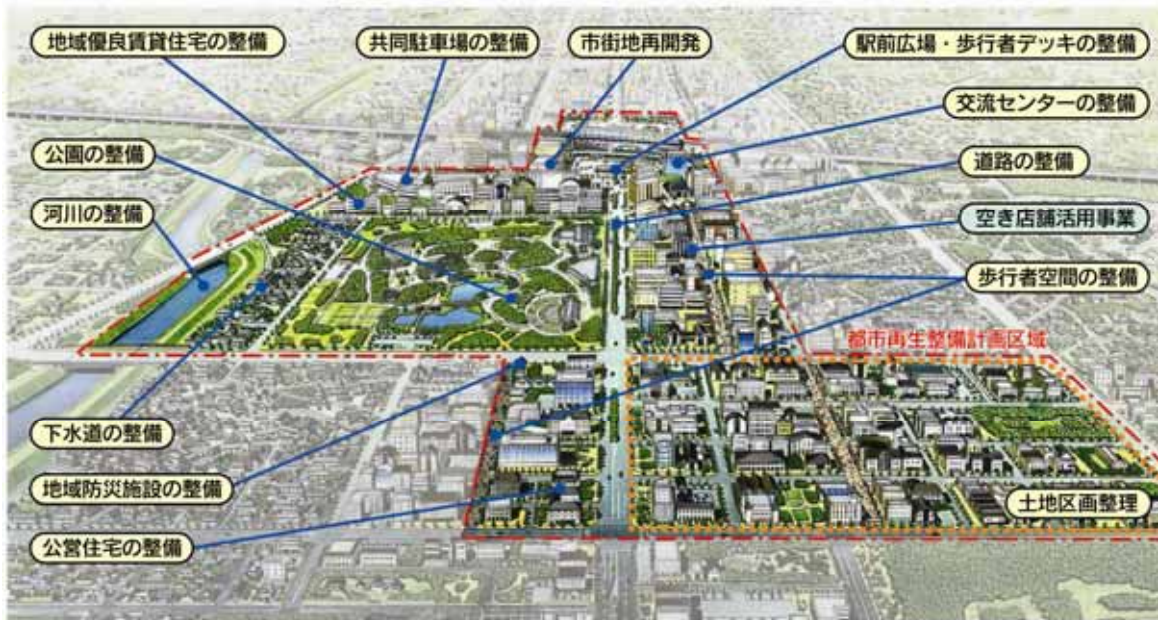 地域優良賃貸住宅の整備
共同駐車場の整備
市街地再開発
駅前広場・歩行者デッキの整備
交流センターの整備
公園の整備
道路の整備
河川の整備
空き店舗活用事業
歩行者空間の整備
都市再生整備計画区域
下水道の整備
地域防災施設の整備
土地区画整理
公営住宅の整備